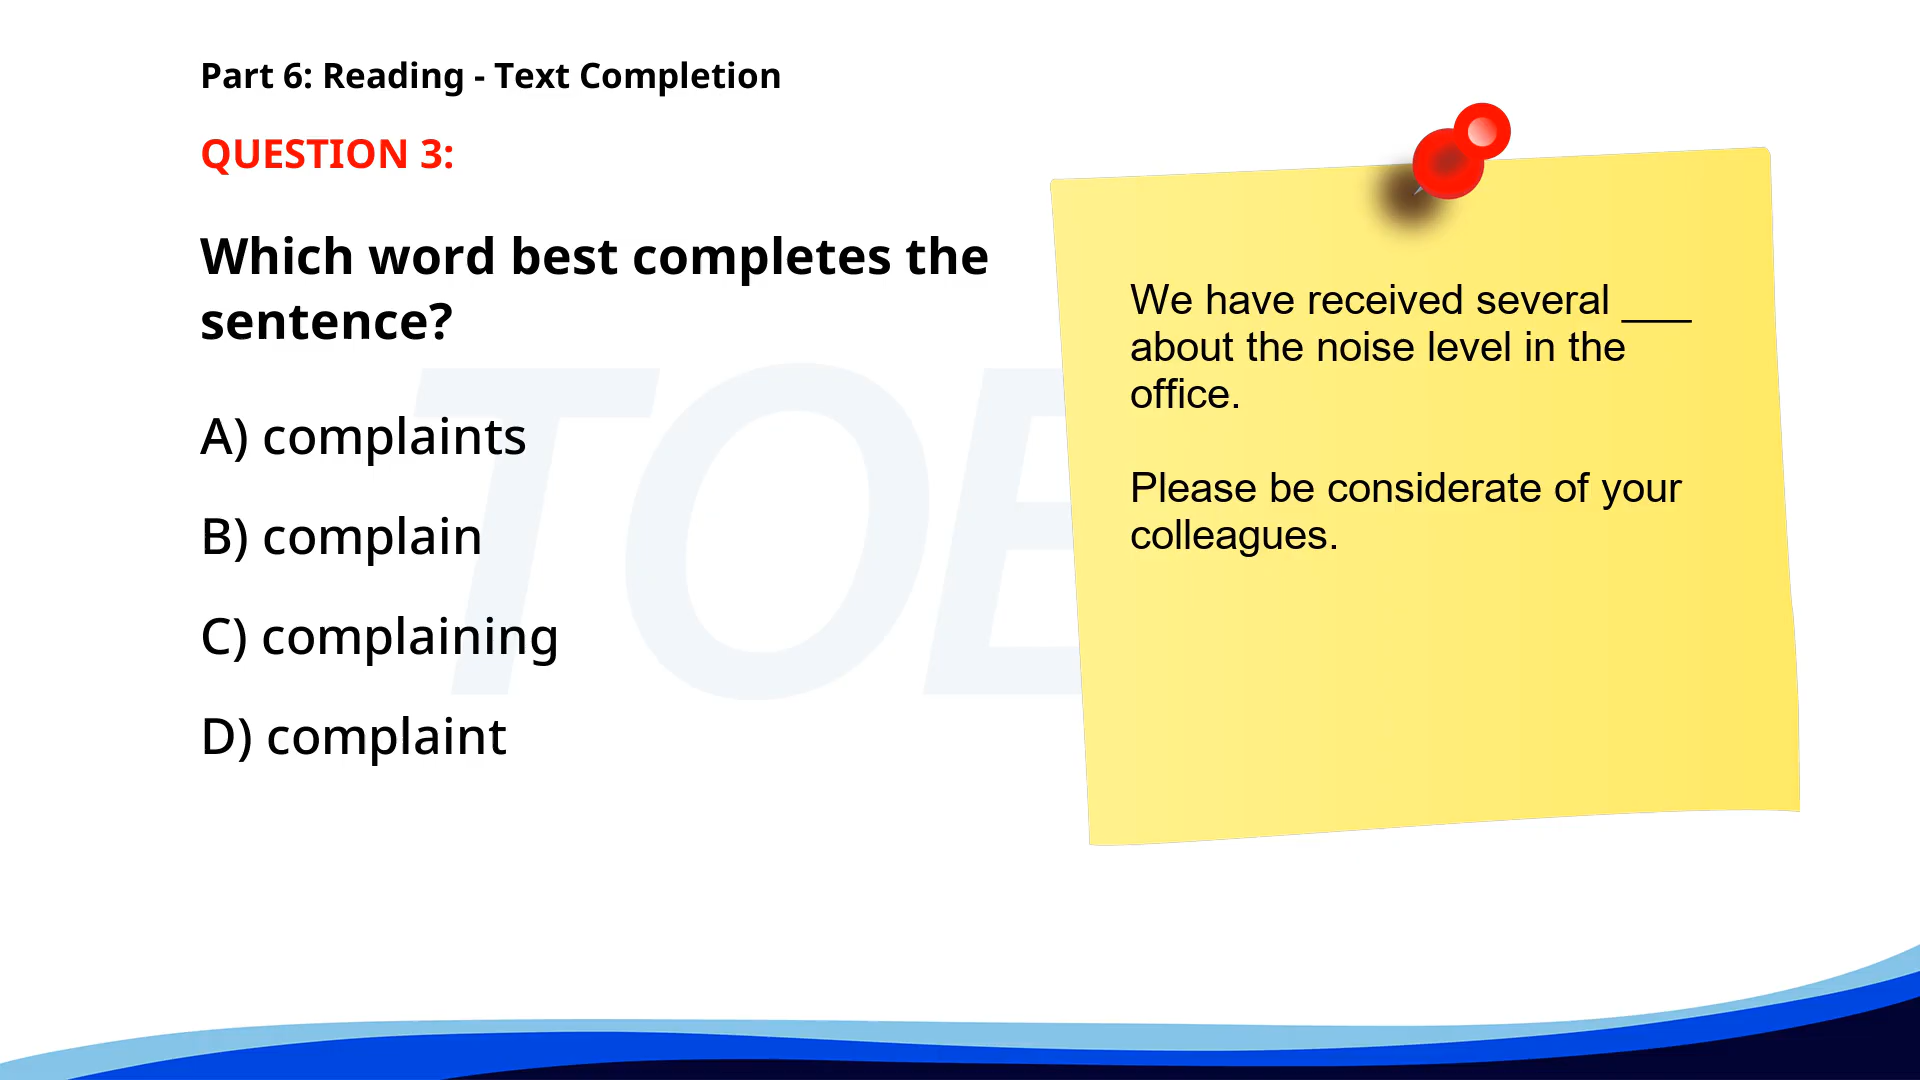 Part 6: Reading - Text Completion
QUESTION 3:
Which word best completes the
sentence?
A) complaints
B) complain
C) complaining
D) complaint
We have received several ___
about the noise level in the
office.
Please be considerate of your
colleagues.
TOE